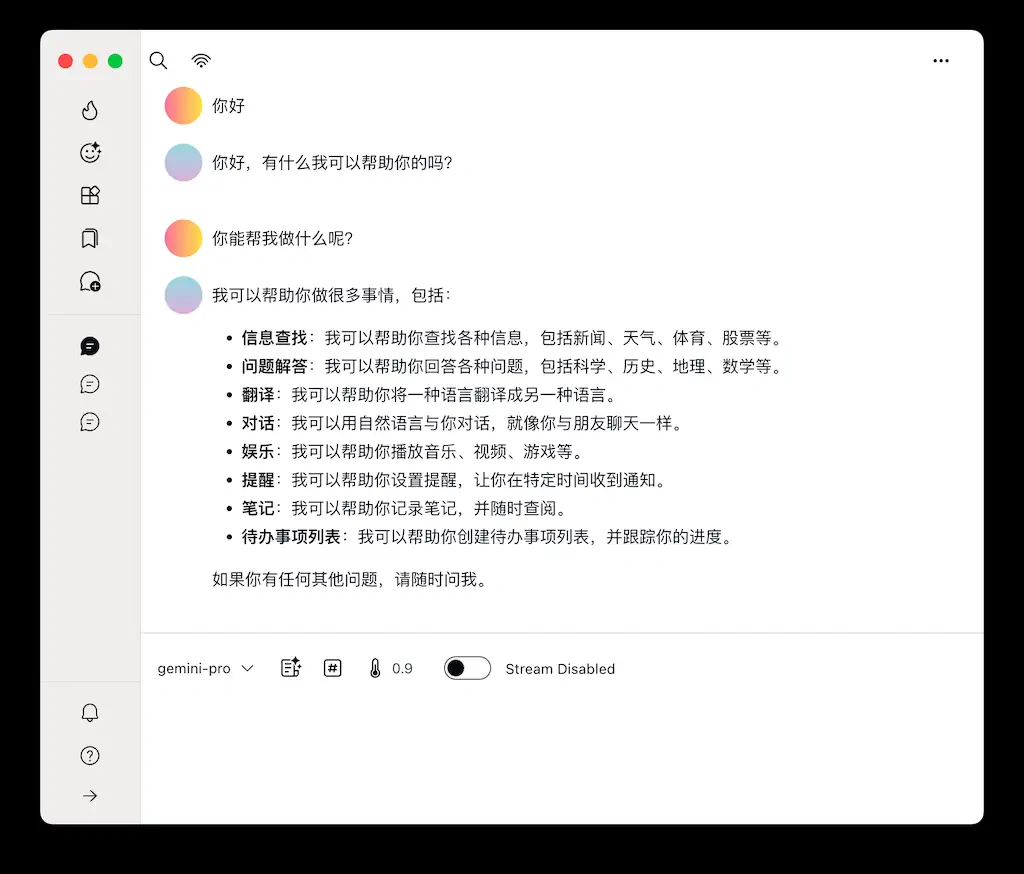 你好
你好，有什么我可以帮助你的吗？
你能帮我做什么呢？
我可以帮助你做很多事情，包括：
• 信息查找：我可以帮助你查找各种信息，包括新闻、天气、体育、股票等。
• 问题解答：我可以帮助你回答各种问题，包括科学、历史、地理、数学等。
• 翻译：我可以帮助你将一种语言翻译成另一种语言。
• 对话：我可以用自然语言与你对话，就像你与朋友聊天一样。
• 娱乐：我可以帮助你播放音乐、视频、游戏等。
• 提醒：我可以帮助你设置提醒，让你在特定时间收到通知。
• 笔记：我可以帮助你记录笔记，并随时查阅。
• 待办事项列表：我可以帮助你创建待办事项列表，并跟踪你的进度。
如果你有任何其他问题，请随时问我。
gemini-pro 0.9 Stream Disabled